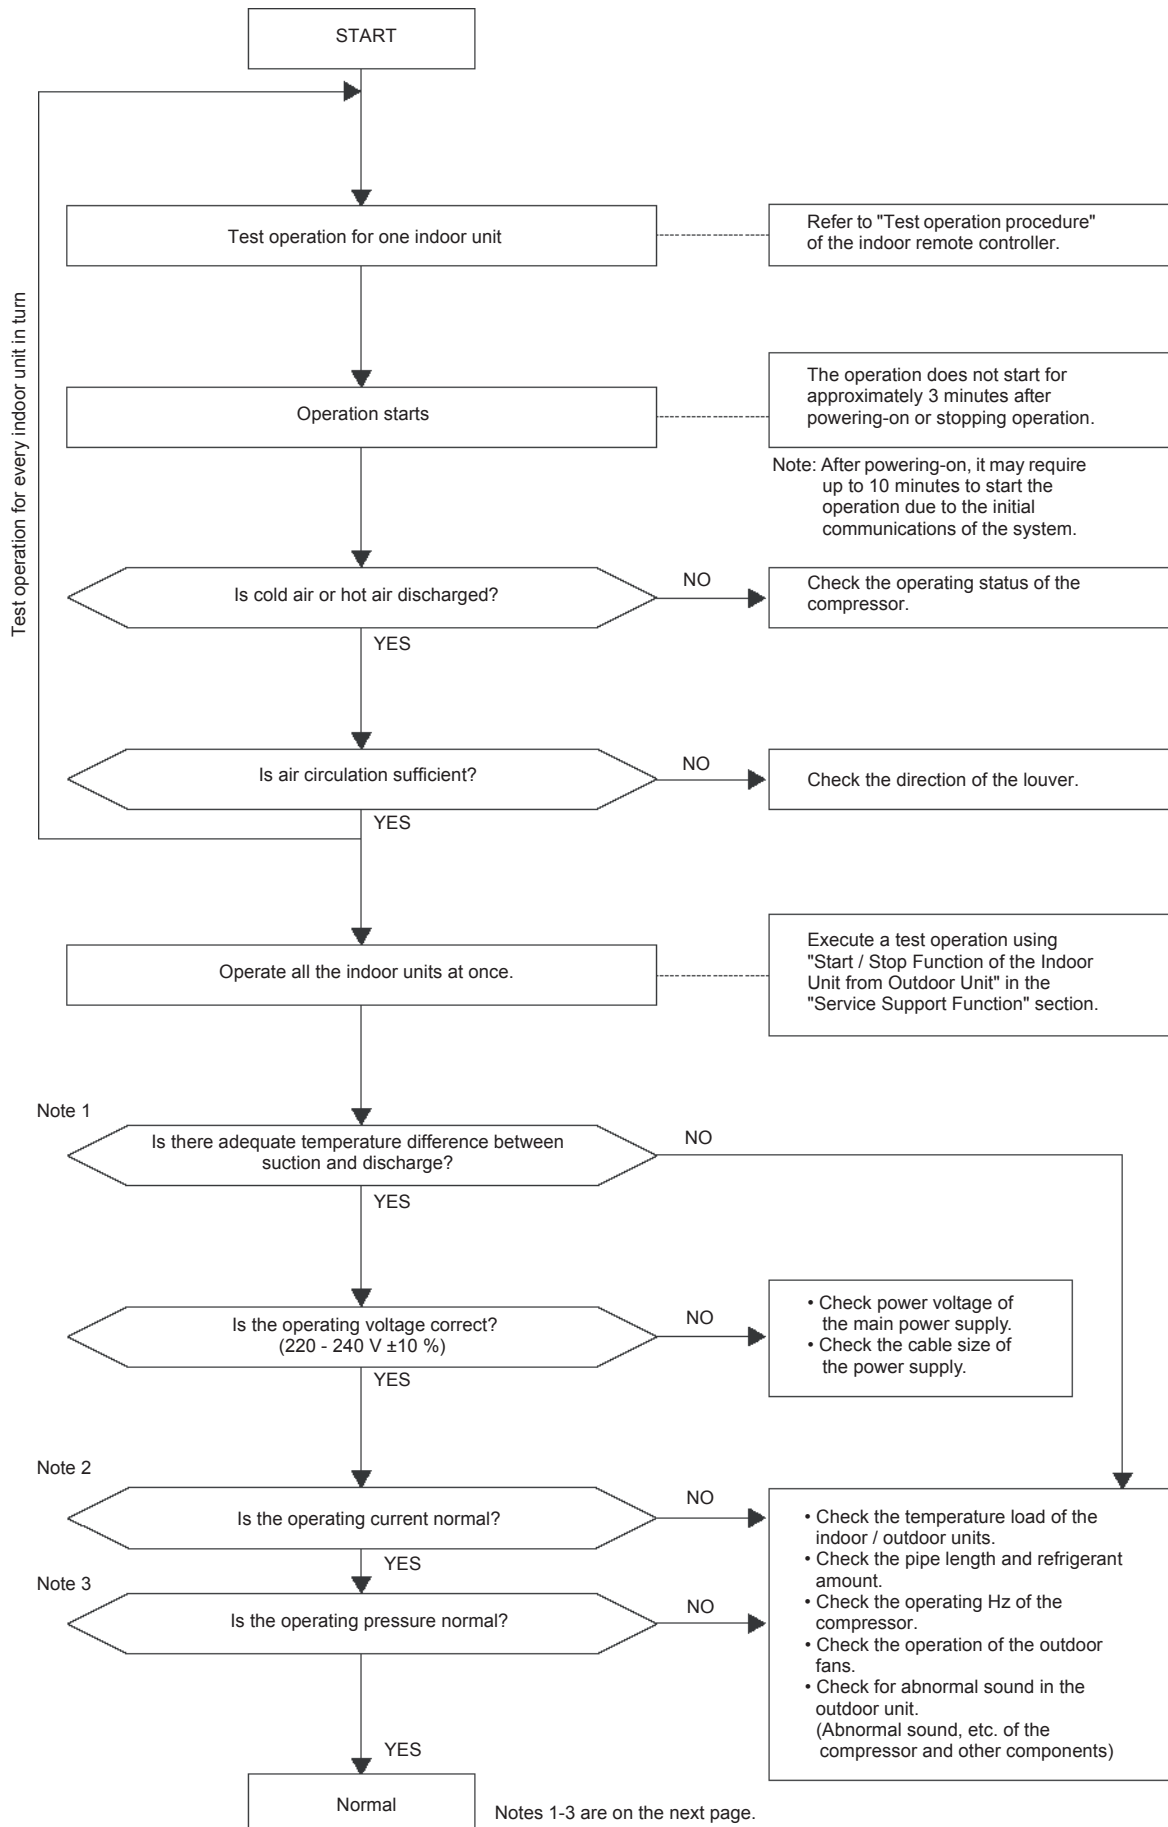 START
Test operation for every indoor unit in turn
Test operation for one indoor unit
Refer to "Test operation procedure"
of the indoor remote controller.
Operation starts
The operation does not start for
approximately 3 minutes after
powering-on or stopping operation.
Note: After powering-on, it may require
up to 10 minutes to start the
operation due to the initial
communications of the system.
Is cold air or hot air discharged?
NO
Check the operating status of the
compressor.
YES
Is air circulation sufficient?
NO
Check the direction of the louver.
YES
Operate all the indoor units at once.
Execute a test operation using
"Start / Stop Function of the Indoor
Unit from Outdoor Unit" in the
"Service Support Function" section.
Note 1
Is there adequate temperature difference between
suction and discharge?
NO
YES
Is the operating voltage correct?
(220 - 240 V ±10 %)
NO
• Check power voltage of
the main power supply.
• Check the cable size of
the power supply.
YES
Note 2
Is the operating current normal?
NO
YES
Note 3
Is the operating pressure normal?
NO
• Check the temperature load of the
indoor / outdoor units.
• Check the pipe length and refrigerant
amount.
• Check the operating Hz of the
compressor.
• Check the operation of the outdoor
fans.
• Check for abnormal sound in the
outdoor unit.
(Abnormal sound, etc. of the
compressor and other components)
YES
Normal
Notes 1-3 are on the next page.